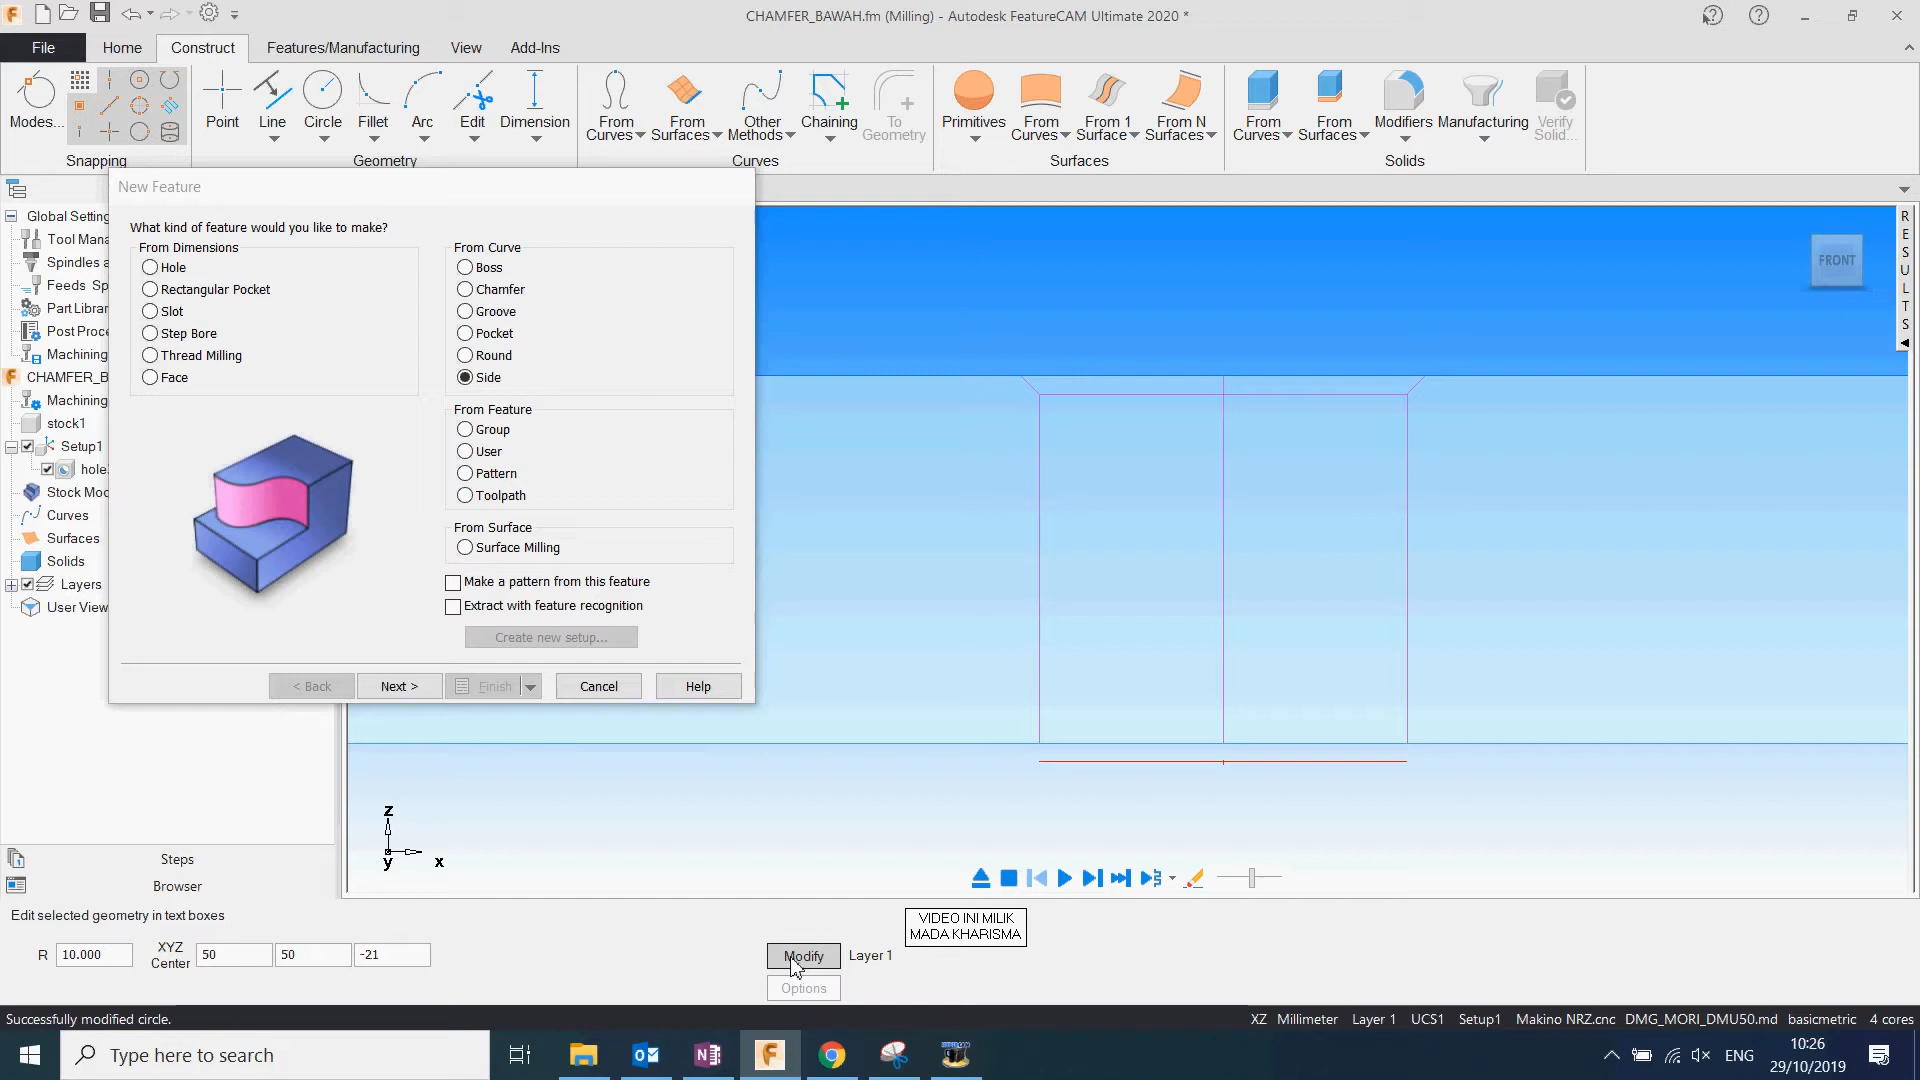 CHAMFER_BAWAH.fm (Milling) - Autodesk FeatureCAM Ultimate 2020 *
File
Home
Construct
Features/Manufacturing
View
Add-Ins
Modes...
Point
Line
Circle
Fillet
Arc
Edit
Dimension
From Curves
From Surfaces
Other Methods
Chaining
To Geometry
Primitives
From Curves
From 1 Surface
From N Surfaces
From Curves
From Surfaces
Modifiers
Manufacturing
Verify Solid...
Snapping
Geometry
Curves
Surfaces
Solids
New Feature
What kind of feature would you like to make?
From Dimensions
Hole
Rectangular Pocket
Slot
Step Bore
Thread Milling
Face
From Curve
Boss
Chamfer
Groove
Pocket
Round
Side
From Feature
Group
User
Pattern
Toolpath
From Surface
Surface Milling
Make a pattern from this feature
Extract with feature recognition
Create new setup...
< Back
Next >
Finish
Cancel
Help
Global Setting
Tool Mana
Spindles a
Feeds Sp
Part Librar
Post Proce
Machining
CHAMFER_B
Machining
stock1
Setup1
hole
Stock Mod
Curves
Surfaces
Solids
Layers
User View
FRONT
RESULTS
z
y
x
Steps
Browser
Edit selected geometry in text boxes
R 10.000
XYZ Center 50 50 -21
Modify
Layer 1
Options
VIDEO INI MILIK
MADA KHARISMA
Successfully modified circle.
XZ Millimeter Layer 1 UCS1 Setup1 Makino NRZ.cnc DMG_MORI_DMU50.md basicmetric 4 cores
Type here to search
ENG
10:26
29/10/2019